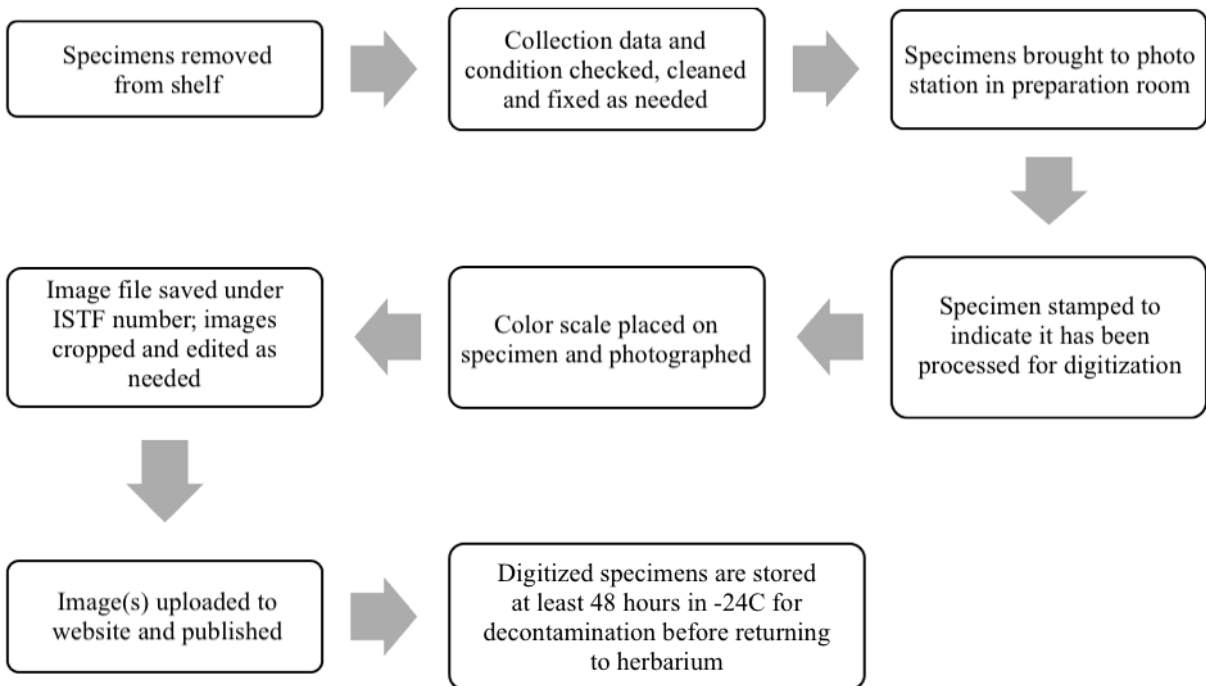 Specimens removed
from shelf
Collection data and
condition checked, cleaned
and fixed as needed
Specimens brought to photo
station in preparation room
Specimen stamped to
indicate it has been
processed for digitization
Color scale placed on
specimen and photographed
Image file saved under
ISTF number; images
cropped and edited as
needed
Image(s) uploaded to
website and published
Digitized specimens are stored
at least 48 hours in -24C for
decontamination before returning
to herbarium